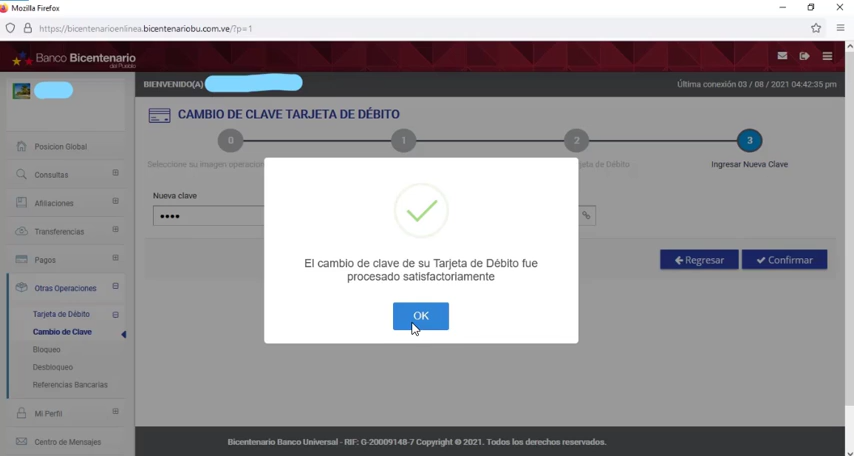 Mozilla Firefox
https://bicentenarioenlinea.bicentenariobu.com.ve/?p=1
Banco Bicentenario
del Pueblo
BIENVENIDO(A)
Última conexión 03 / 08 / 2021 04:42:35 pm
CAMBIO DE CLAVE TARJETA DE DÉBITO
0
1
2
3
Seleccione su imagen operacion
jeta de Débito
Ingresar Nueva Clave
Posición Global
Consultas
Afiliaciones
Transferencias
Pagos
Otras Operaciones
Tarjeta de Débito
Cambio de Clave
Bloqueo
Desbloqueo
Referencias Bancarias
Mi Perfil
Centro de Mensajes
Nueva clave
••••
Regresar
Confirmar
El cambio de clave de su Tarjeta de Débito fue
procesado satisfactoriamente
OK
Bicentenario Banco Universal - RIF: G-20009148-7 Copyright © 2021. Todos los derechos reservados.